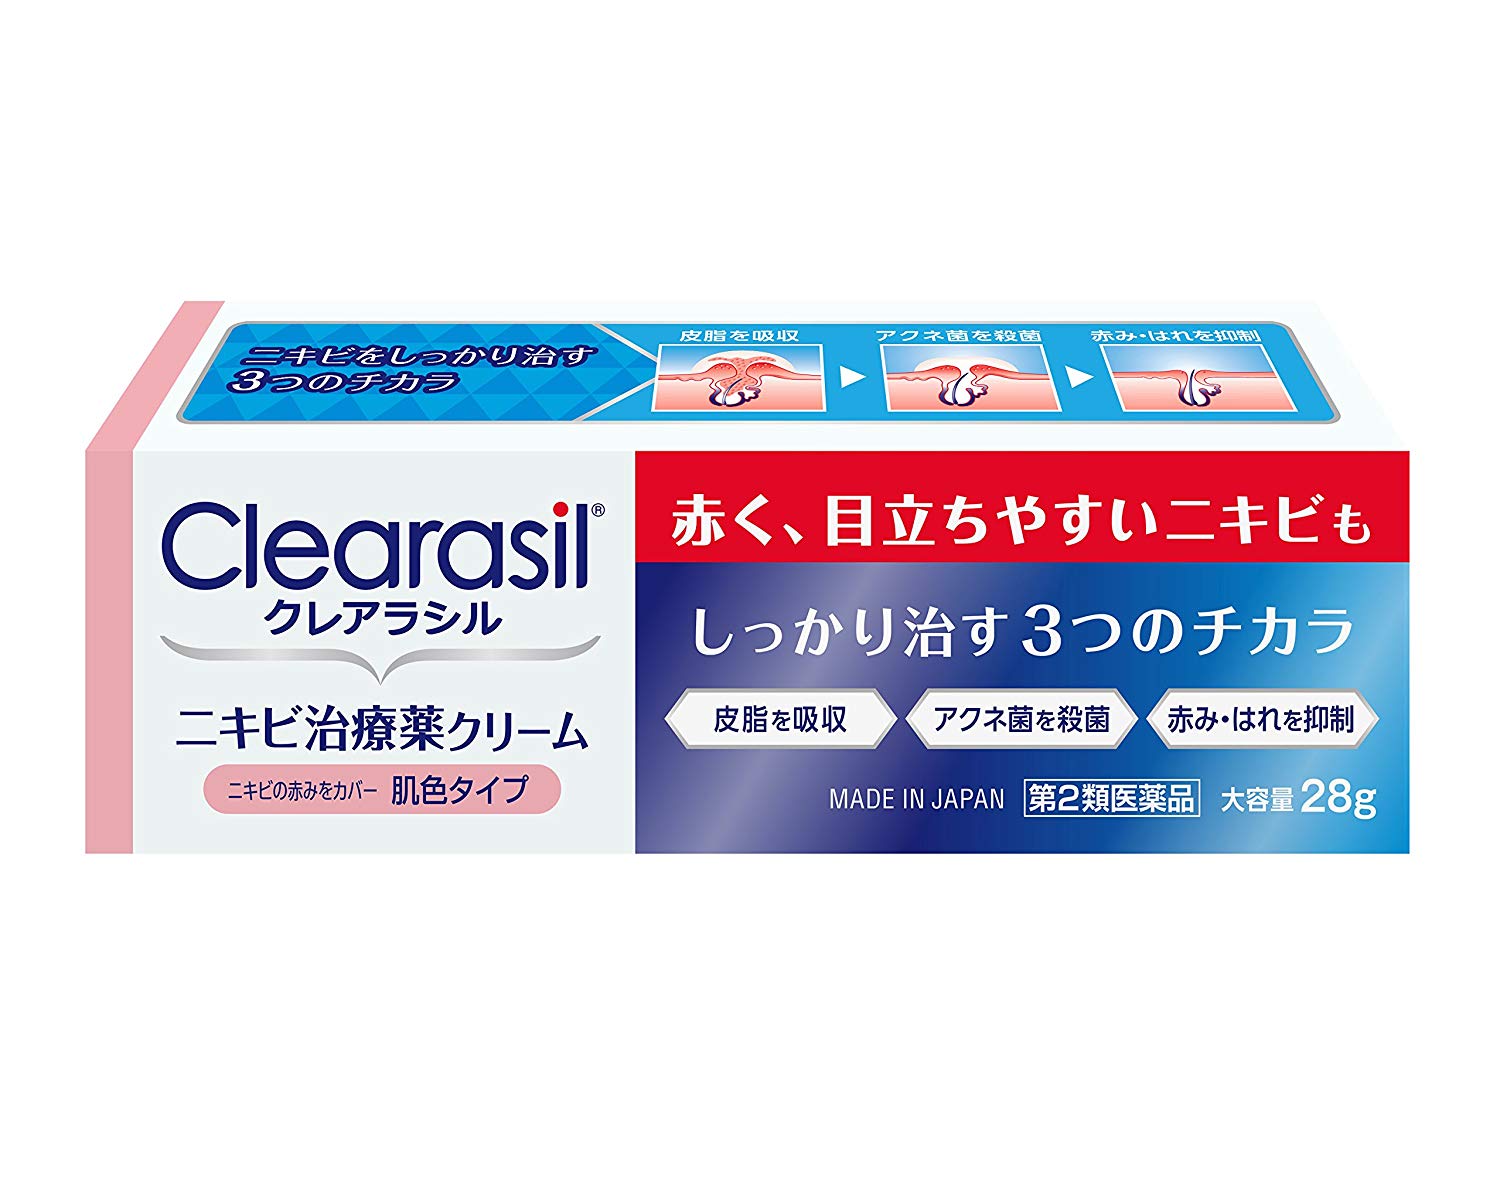 ニキビをしっかり治す
3つのチカラ
皮脂を吸収
アクネ菌を殺菌
赤み・はれを抑制
Clearasil®
クレアラシル
ニキビ治療薬クリーム
ニキビの赤みをカバー 肌色タイプ
赤く、目立ちやすいニキビも
しっかり治す3つのチカラ
皮脂を吸収
アクネ菌を殺菌
赤み・はれを抑制
MADE IN JAPAN 第2類医薬品 大容量 28g